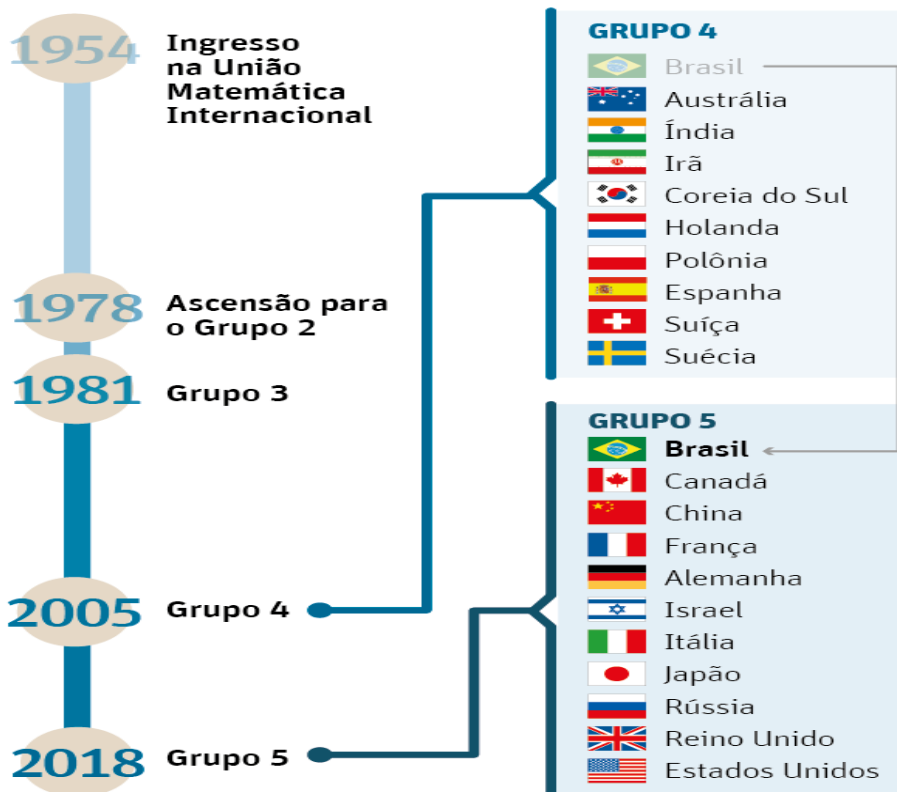 1954
Ingresso
na União
Matemática
Internacional
1978
Ascensão para
o Grupo 2
1981
Grupo 3
2005
Grupo 4
2018
Grupo 5
GRUPO 4
Brasil
Austrália
Índia
Irã
Coreia do Sul
Holanda
Polônia
Espanha
Suíça
Suécia
GRUPO 5
Brasil
Canadá
China
França
Alemanha
Israel
Itália
Japão
Rússia
Reino Unido
Estados Unidos